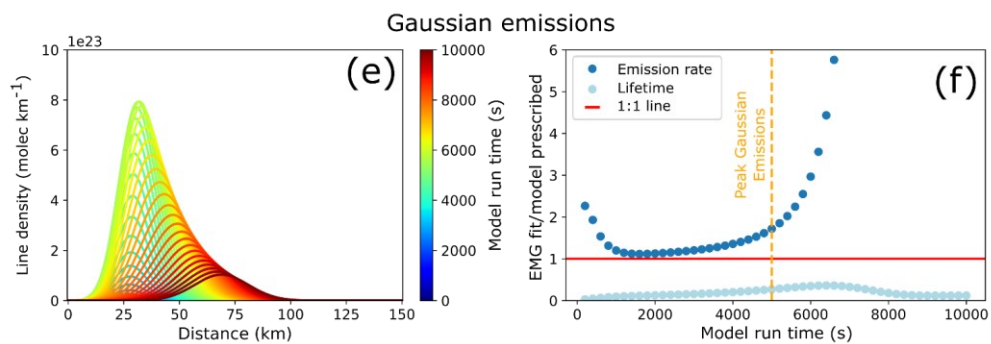 Gaussian emissions
1e23
(e)
10
8
6
4
2
0
0
25
50
75
100
125
150
Line density (molec km⁻¹)
Distance (km)
10000
8000
6000
4000
2000
0
Model run time (s)
(f)
Emission rate
Lifetime
1:1 line
Peak Gaussian
Emissions
6
5
4
3
2
1
0
0
2000
4000
6000
8000
10000
EMG fit/model prescribed
Model run time (s)